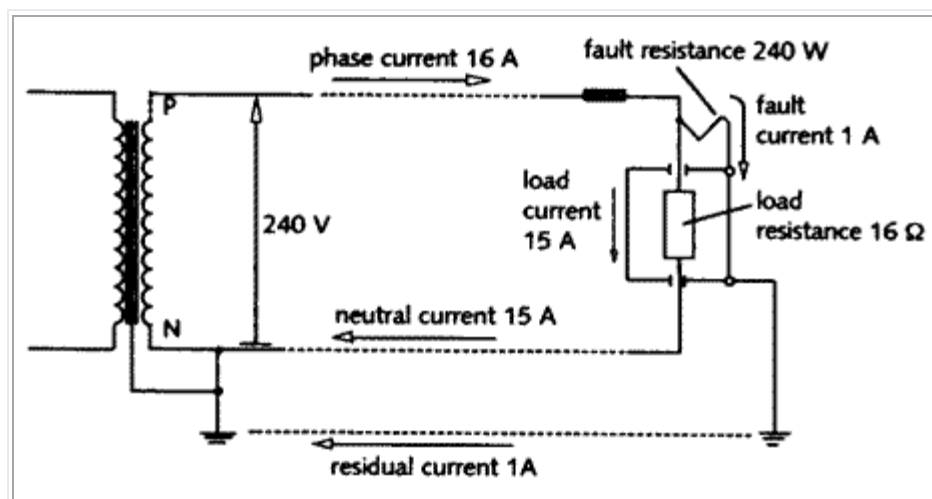 phase current 16 A
fault resistance 240 W
P
fault
current 1 A
240 V
load
current
15 A
load
resistance 16 Ω
N
neutral current 15 A
residual current 1A